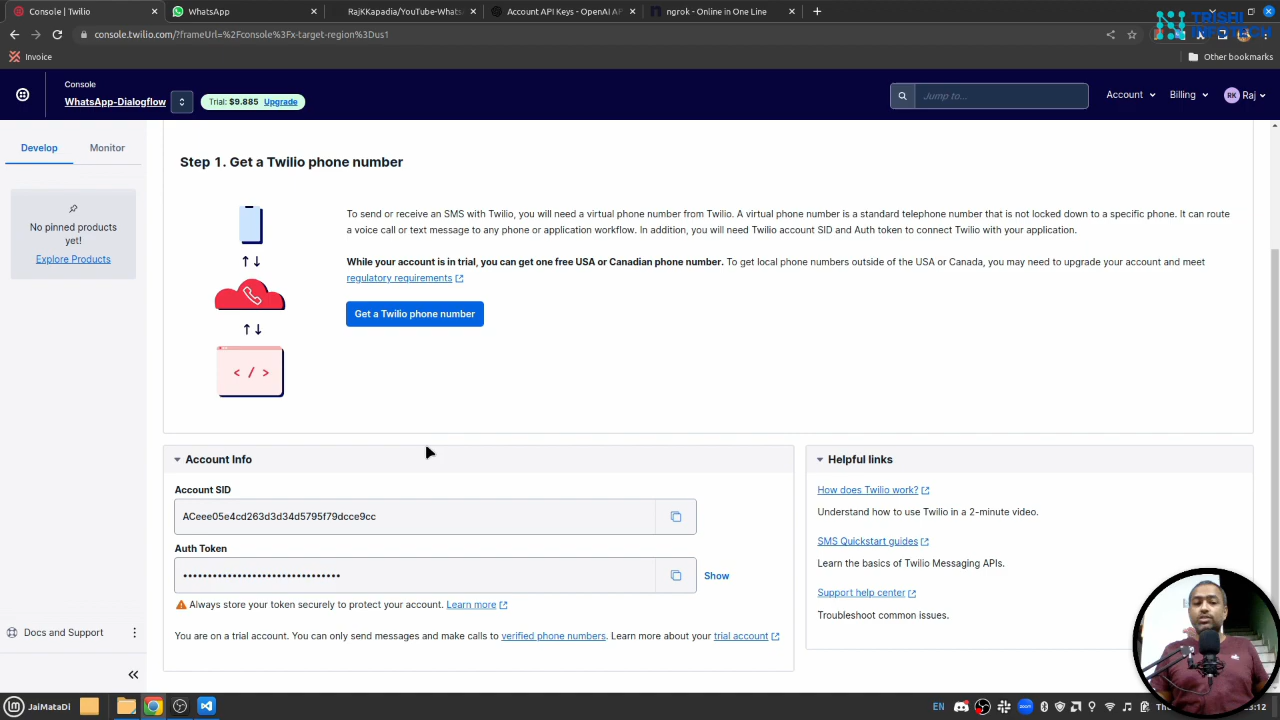 Console | Twilio
WhatsApp
RajKKapadia/YouTube-Whats
Account API Keys - OpenAI AP
ngrok - Online in One Line
console.twilio.com/?frameUrl=%2Fconsole%3Fx-target-region%3Dus1
TRISHI
INFOTECH
Invoice
Other bookmarks
Console
WhatsApp-Dialogflow
Trial: $9.885 Upgrade
Jump to...
Account
Billing
RK
Raj
Develop
Monitor
No pinned products
yet!
Explore Products
Step 1. Get a Twilio phone number
To send or receive an SMS with Twilio, you will need a virtual phone number from Twilio. A virtual phone number is a standard telephone number that is not locked down to a specific phone. It can route
a voice call or text message to any phone or application workflow. In addition, you will need Twilio account SID and Auth token to connect Twilio with your application.
While your account is in trial, you can get one free USA or Canadian phone number. To get local phone numbers outside of the USA or Canada, you may need to upgrade your account and meet
regulatory requirements
Get a Twilio phone number
< / >
Account Info
Account SID
ACeee05e4cd263d3d34d5795f79dcce9cc
Auth Token
••••••••••••••••••••••••••••••••
Show
Always store your token securely to protect your account. Learn more
You are on a trial account. You can only send messages and make calls to verified phone numbers. Learn more about your trial account
Helpful links
How does Twilio work?
Understand how to use Twilio in a 2-minute video.
SMS Quickstart guides
Learn the basics of Twilio Messaging APIs.
Support help center
Troubleshoot common issues.
Docs and Support
JaiMataDi
EN
zoom
3:12